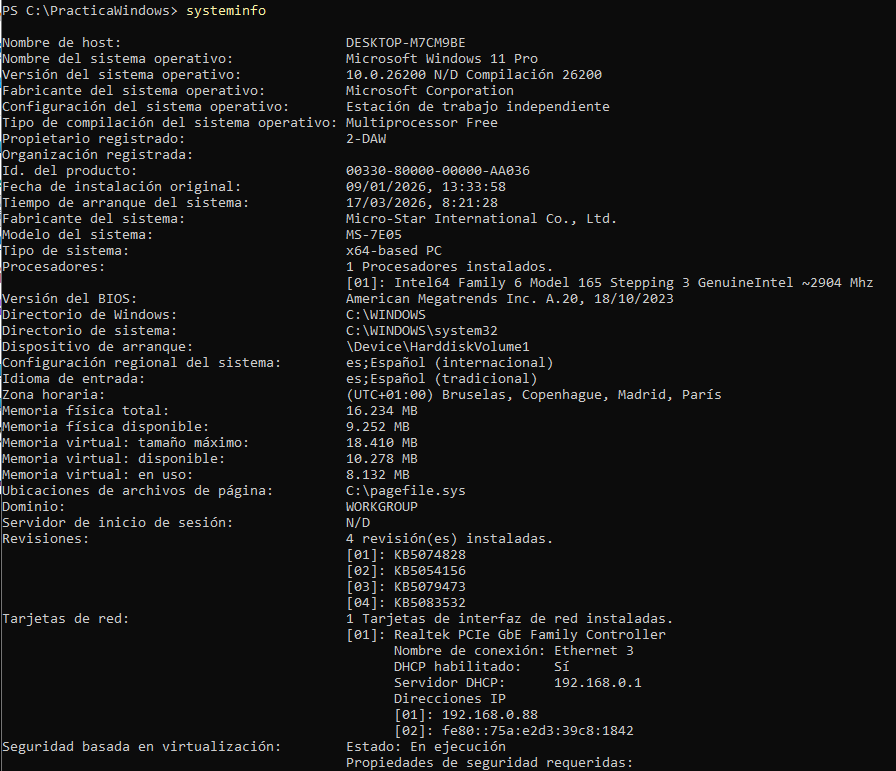 PS C:\PracticaWindows> systeminfo
Nombre de host: DESKTOP-M7CM9BE
Nombre del sistema operativo: Microsoft Windows 11 Pro
Versión del sistema operativo: 10.0.26200 N/D Compilación 26200
Fabricante del sistema operativo: Microsoft Corporation
Configuración del sistema operativo: Estación de trabajo independiente
Tipo de compilación del sistema operativo: Multiprocessor Free
Propietario registrado: 2-DAW
Organización registrada:
Id. del producto: 00330-80000-00000-AA036
Fecha de instalación original: 09/01/2026, 13:33:58
Tiempo de arranque del sistema: 17/03/2026, 8:21:28
Fabricante del sistema: Micro-Star International Co., Ltd.
Modelo del sistema: MS-7E05
Tipo de sistema: x64-based PC
Procesadores: 1 Procesadores instalados.
[01]: Intel64 Family 6 Model 165 Stepping 3 GenuineIntel ~2904 Mhz
Versión del BIOS: American Megatrends Inc. A.20, 18/10/2023
Directorio de Windows: C:\WINDOWS
Directorio de sistema: C:\WINDOWS\system32
Dispositivo de arranque: \Device\HarddiskVolume1
Configuración regional del sistema: es;Español (internacional)
Idioma de entrada: es;Español (tradicional)
Zona horaria: (UTC+01:00) Bruselas, Copenhague, Madrid, París
Memoria física total: 16.234 MB
Memoria física disponible: 9.252 MB
Memoria virtual: tamaño máximo: 18.410 MB
Memoria virtual: disponible: 10.278 MB
Memoria virtual: en uso: 8.132 MB
Ubicaciones de archivos de página: C:\pagefile.sys
Dominio: WORKGROUP
Servidor de inicio de sesión: N/D
Revisiones: 4 revisión(es) instaladas.
[01]: KB5074828
[02]: KB5054156
[03]: KB5079473
[04]: KB5083532
Tarjetas de red: 1 Tarjetas de interfaz de red instaladas.
[01]: Realtek PCIe GbE Family Controller
Nombre de conexión: Ethernet 3
DHCP habilitado: Sí
Servidor DHCP: 192.168.0.1
Direcciones IP
[01]: 192.168.0.88
[02]: fe80::75a:e2d3:39c8:1842
Seguridad basada en virtualización: Estado: En ejecución
Propiedades de seguridad requeridas: